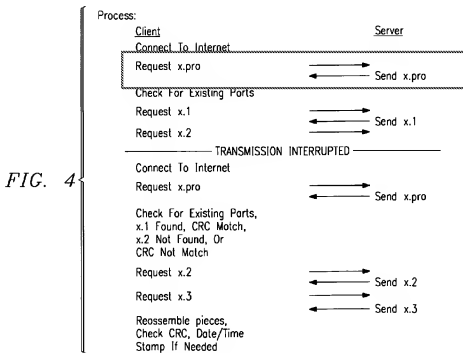 Process:
Client Server
Connect To Internet
Request x.pro
Send x.pro
Check For Existing Parts
Request x.1
Send x.1
Request x.2
TRANSMISSION INTERRUPTED
Connect To Internet
Request x.pro
Send x.pro
Check For Existing Parts,
x.1 Found, CRC Match,
x.2 Not Found, Or
CRC Not Match
Request x.2
Send x.2
Request x.3
Send x.3
Reassemble pieces,
Check CRC, Date/Time
Stamp If Needed
FIG. 4